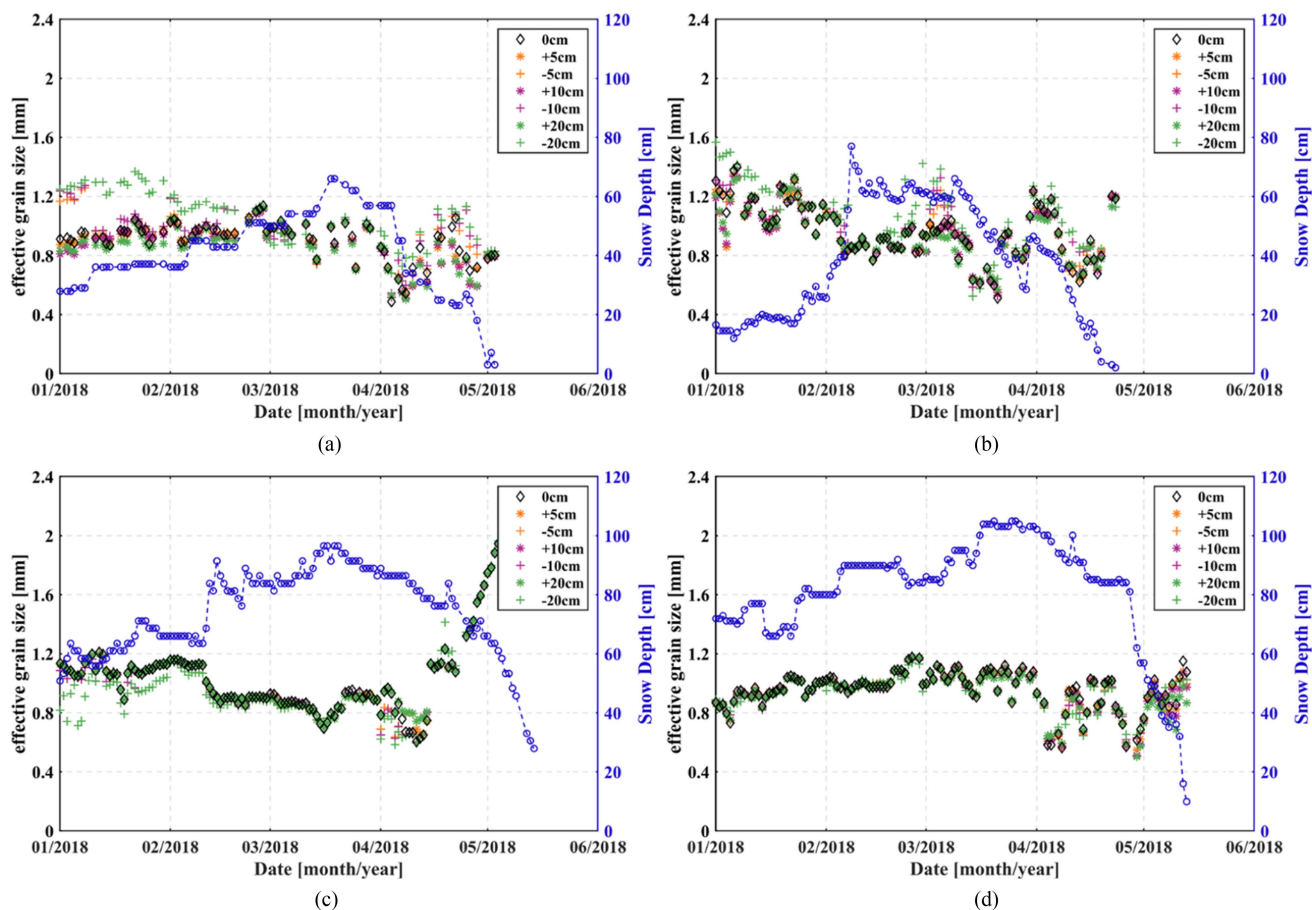 2.4
2
1.6
1.2
0.8
0.4
0
effective grain size [mm]
0cm
+5cm
-5cm
+10cm
-10cm
+20cm
-20cm
120
100
80
60
40
20
0
Snow Depth [cm]
01/2018 02/2018 03/2018 04/2018 05/2018 06/2018
Date [month/year]
(a)
2.4
2
1.6
1.2
0.8
0.4
0
effective grain size [mm]
0cm
+5cm
-5cm
+10cm
-10cm
+20cm
-20cm
120
100
80
60
40
20
0
Snow Depth [cm]
01/2018 02/2018 03/2018 04/2018 05/2018 06/2018
Date [month/year]
(b)
2.4
2
1.6
1.2
0.8
0.4
0
effective grain size [mm]
0cm
+5cm
-5cm
+10cm
-10cm
+20cm
-20cm
120
100
80
60
40
20
0
Snow Depth [cm]
01/2018 02/2018 03/2018 04/2018 05/2018 06/2018
Date [month/year]
(c)
2.4
2
1.6
1.2
0.8
0.4
0
effective grain size [mm]
0cm
+5cm
-5cm
+10cm
-10cm
+20cm
-20cm
120
100
80
60
40
20
0
Snow Depth [cm]
01/2018 02/2018 03/2018 04/2018 05/2018 06/2018
Date [month/year]
(d)